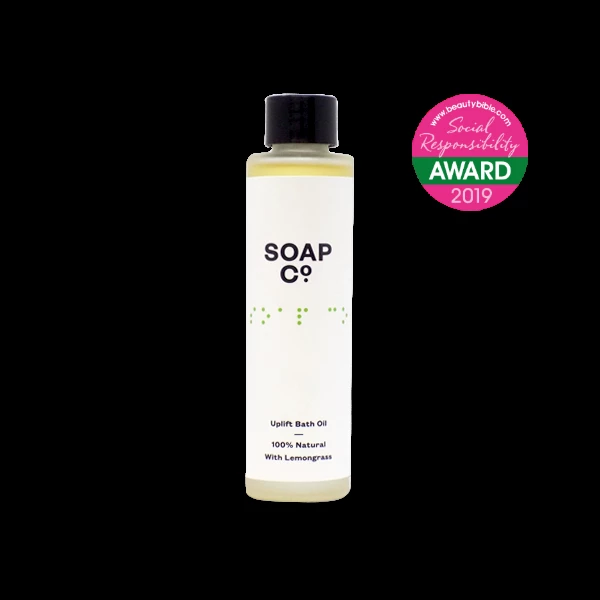 SOAP
Cº.
⠎⠕⠁⠏ ⠉⠕
Uplift Bath Oil
—
100% Natural
With Lemongrass
www.beautybible.com
Social
Responsibility
AWARD
2019